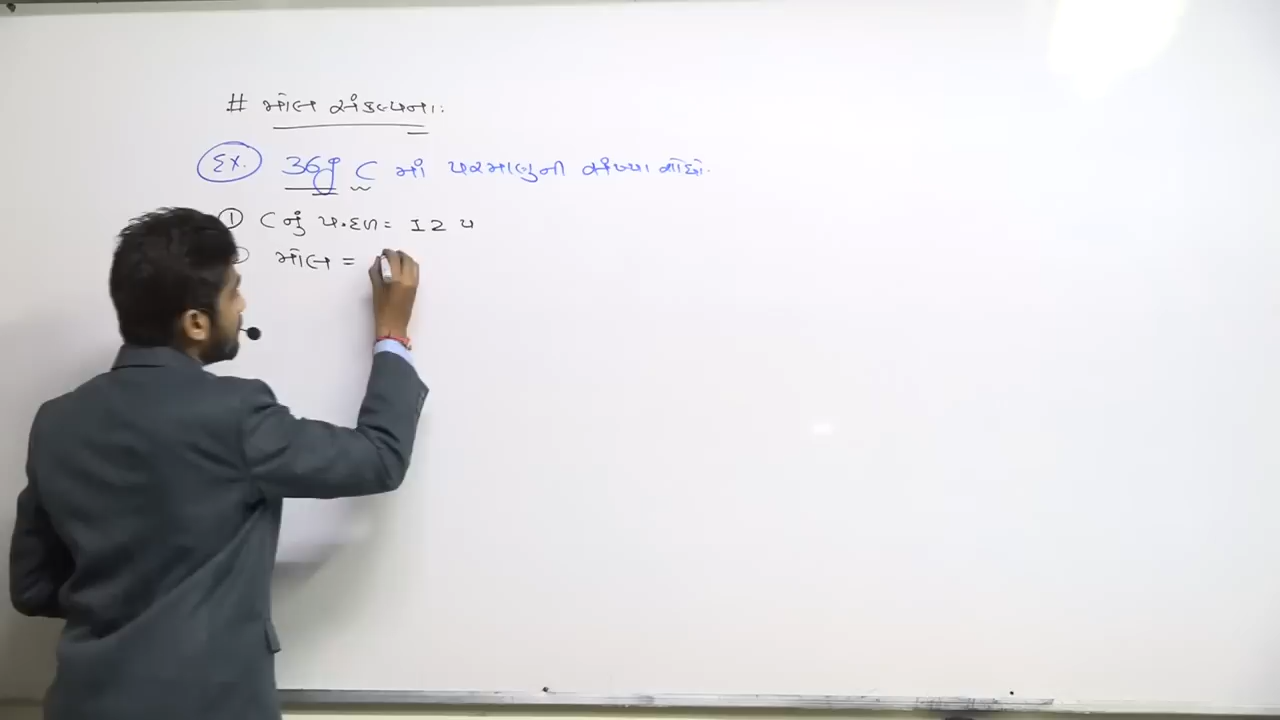 # મોલ સંકલ્પના:
Ex. 36g C માં પરમાણુની સંખ્યા શોધો.
① C નું પ.દળ = 12 u
મોલ =